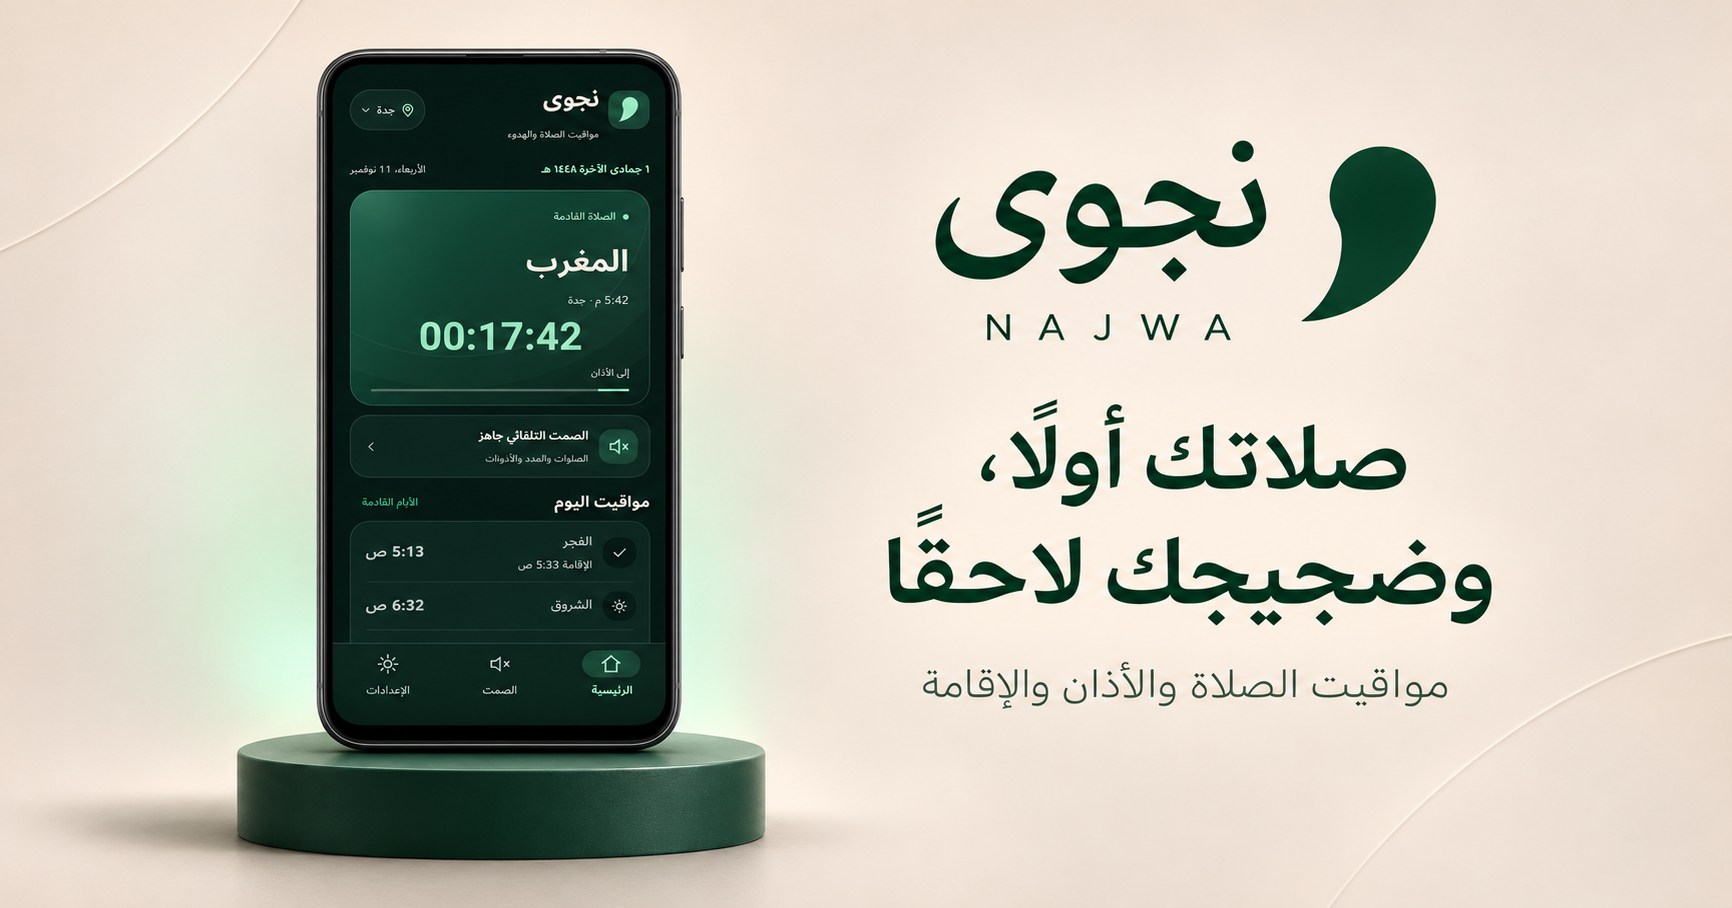 نجوى
مواقيت الصلاة والهدوء
جدة
1 جمادى الآخرة ١٤٤٨ هـ
الأربعاء، 11 نوفمبر
الصلاة القادمة
المغرب
5:42 م · جدة
00:17:42
إلى الأذان
الصمت التلقائي جاهز
الصلوات والمدد والأذونات
مواقيت اليوم
الأيام القادمة
الفجر
5:13 ص
الإقامة 5:33 ص
الشروق
6:32 ص
الرئيسية
الصمت
الإعدادات
نجوى
NAJWA
صلاتك أولًا،
وضجيجك لاحقًا
مواقيت الصلاة والأذان والإقامة